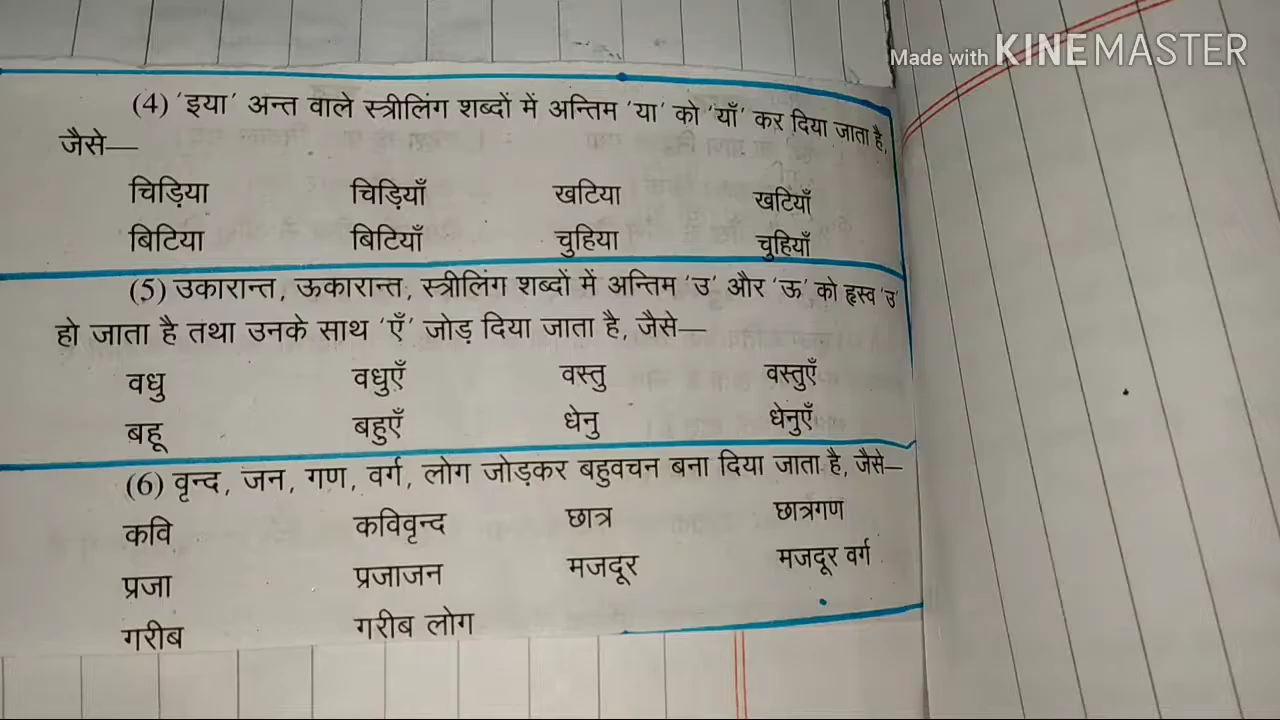 Made with KINEMASTER
(4) 'इया' अन्त वाले स्त्रीलिंग शब्दों में अन्तिम 'या' को 'याँ' कर दिया जाता है,
जैसे—
चिड़िया चिड़ियाँ खटिया खटियाँ
बिटिया बिटियाँ चुहिया चुहियाँ
(5) उकारान्त, ऊकारान्त, स्त्रीलिंग शब्दों में अन्तिम 'उ' और 'ऊ' को हृस्व 'उ'
हो जाता है तथा उनके साथ 'एँ' जोड़ दिया जाता है, जैसे—
वधु वधुएँ वस्तु वस्तुएँ
बहू बहुएँ धेनु धेनुएँ
(6) वृन्द, जन, गण, वर्ग, लोग जोड़कर बहुवचन बना दिया जाता है, जैसे—
कवि कविवृन्द छात्र छात्रगण
प्रजा प्रजाजन मजदूर मजदूर वर्ग
गरीब गरीब लोग